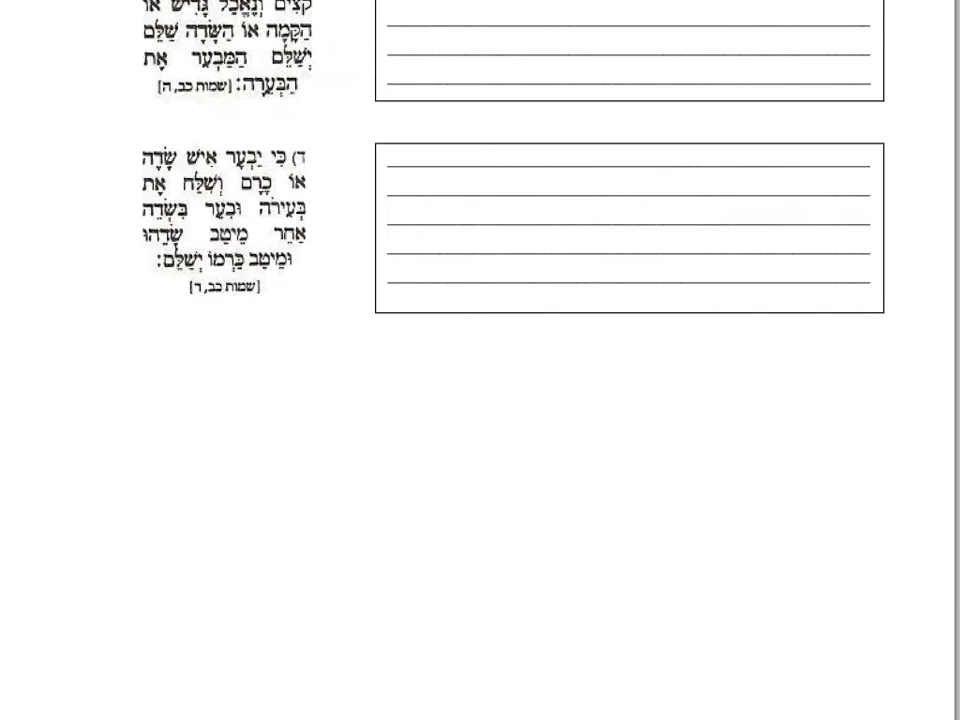 קֹצִים וְנֶאֱכַל גָּדִישׁ אוֹ
הַקָּמָה אוֹ הַשָּׂדֶה שַׁלֵּם
יְשַׁלֵּם הַמַּבְעִר אֶת
הַבְּעֵרָה: [שמות כב, ה]
ד) כִּי יַבְעֶר אִישׁ שָׂדֶה
אוֹ כֶרֶם וְשִׁלַּח אֶת
בְּעִירֹה וּבִעֵר בִּשְׂדֵה
אַחֵר מֵיטַב שָׂדֵהוּ
וּמֵיטַב כַּרְמוֹ יְשַׁלֵּם:
[שמות כב, ד]